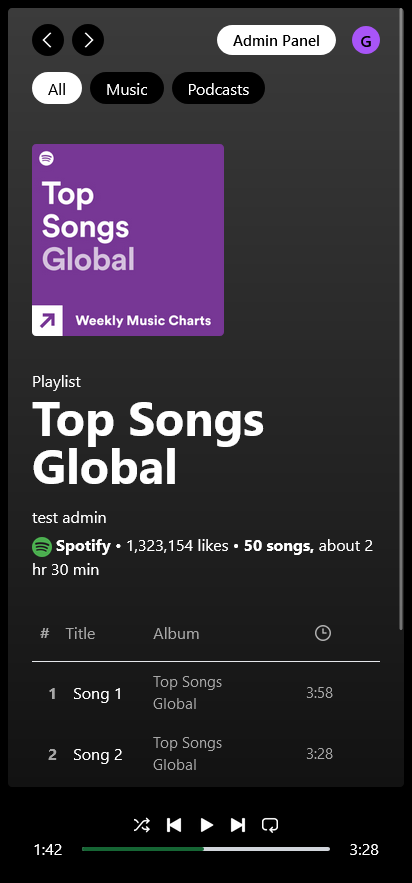 Admin Panel
G
All
Music
Podcasts
Top
Songs
Global
Weekly Music Charts
Playlist
Top Songs
Global
test admin
Spotify • 1,323,154 likes • 50 songs, about 2
hr 30 min
# Title Album
1 Song 1 Top Songs Global 3:58
2 Song 2 Top Songs Global 3:28
1:42 3:28